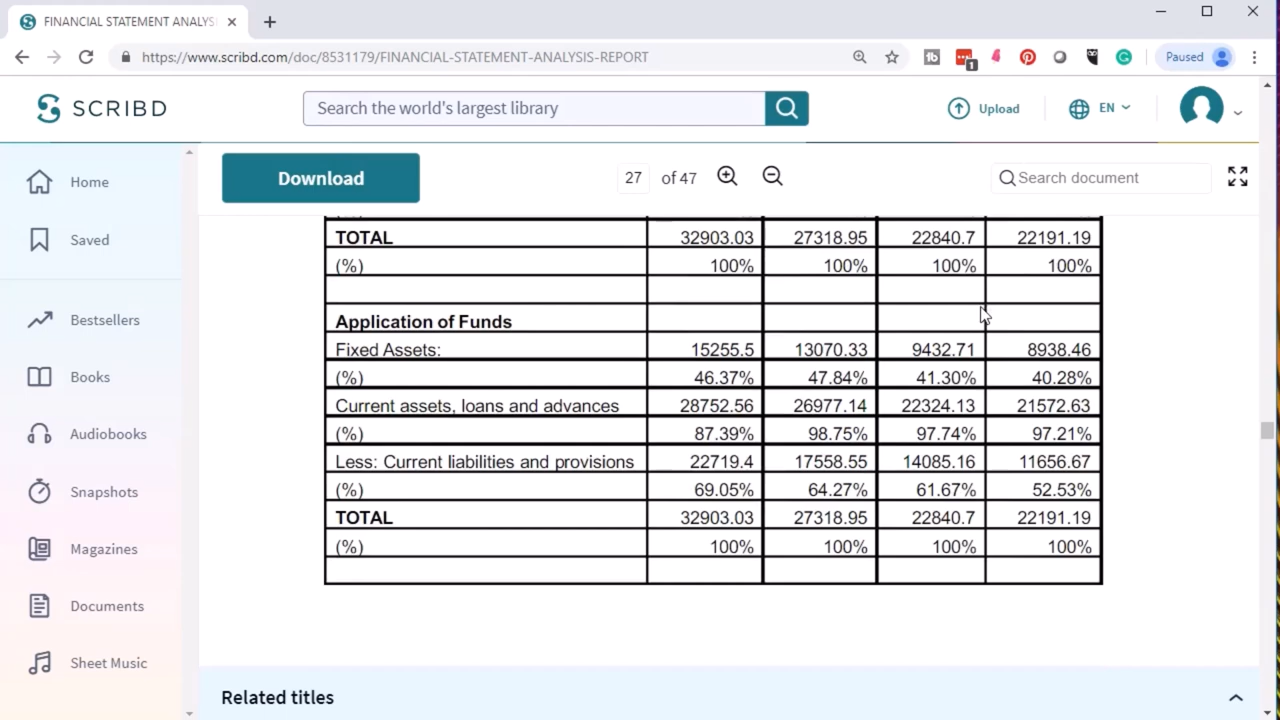 FINANCIAL STATEMENT ANALYS
https://www.scribd.com/doc/8531179/FINANCIAL-STATEMENT-ANALYSIS-REPORT
1
Paused
SCRIBD
Search the world's largest library
Upload
EN
Home
Saved
Bestsellers
Books
Audiobooks
Snapshots
Magazines
Documents
Sheet Music
Download
27 of 47
Search document
TOTAL 32903.03 27318.95 22840.7 22191.19
(%) 100% 100% 100% 100%
Application of Funds
Fixed Assets: 15255.5 13070.33 9432.71 8938.46
(%) 46.37% 47.84% 41.30% 40.28%
Current assets, loans and advances 28752.56 26977.14 22324.13 21572.63
(%) 87.39% 98.75% 97.74% 97.21%
Less: Current liabilities and provisions 22719.4 17558.55 14085.16 11656.67
(%) 69.05% 64.27% 61.67% 52.53%
TOTAL 32903.03 27318.95 22840.7 22191.19
(%) 100% 100% 100% 100%
Related titles